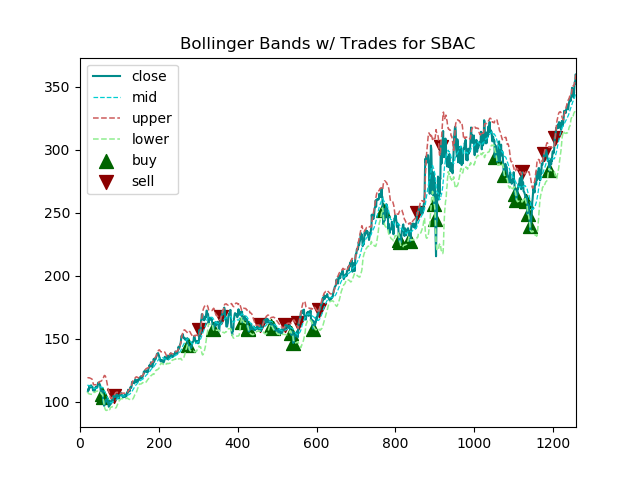 Bollinger Bands w/ Trades for SBAC
close
mid
upper
lower
buy
sell
350
300
250
200
150
100
0 200 400 600 800 1000 1200